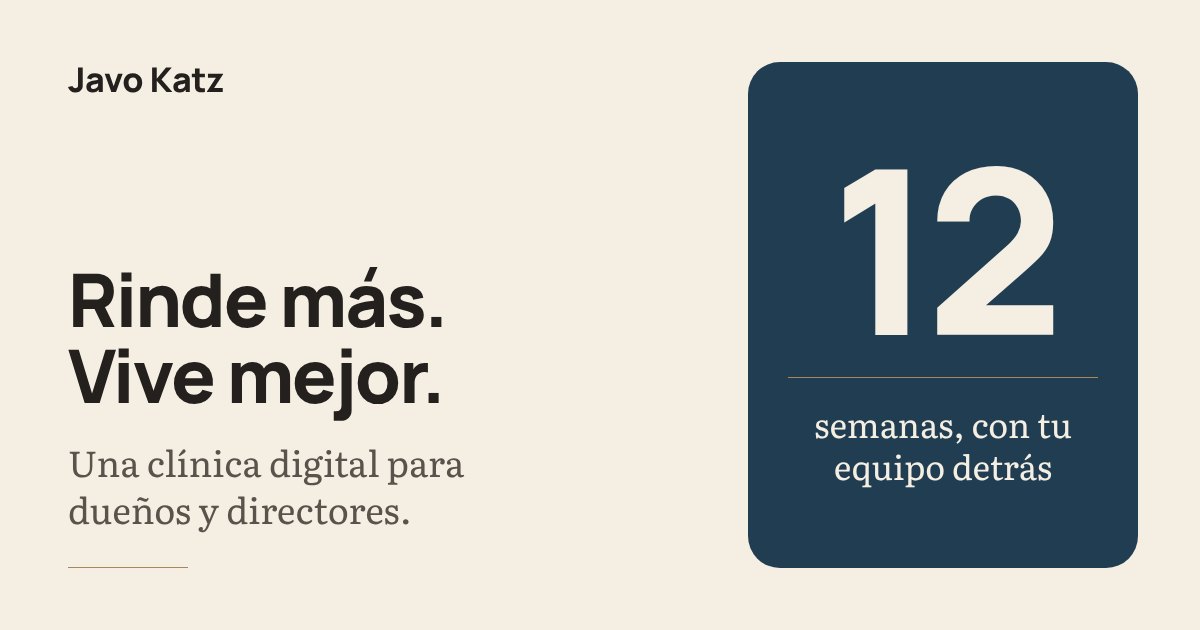 Javo Katz
Rinde más.
Vive mejor.
Una clínica digital para
dueños y directores.
12
semanas, con tu
equipo detrás